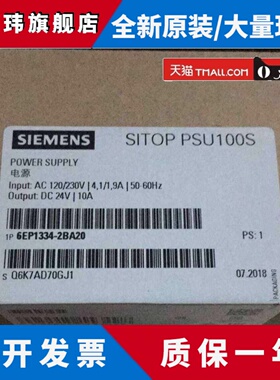 玮旗舰店
全新原装/大量现
天猫 TMALL.COM
SIEMENS
SITOP PSU100S
POWER SUPPLY
电源
Input: AC 120/230V | 4,1/1,9A | 50-60Hz
Output: DC 24V | 10A
1P 6EP1334-2BA20
PS: 1
S Q6K7AD70GJ1
07.2018
PACKAGING
可开发票
质保一年